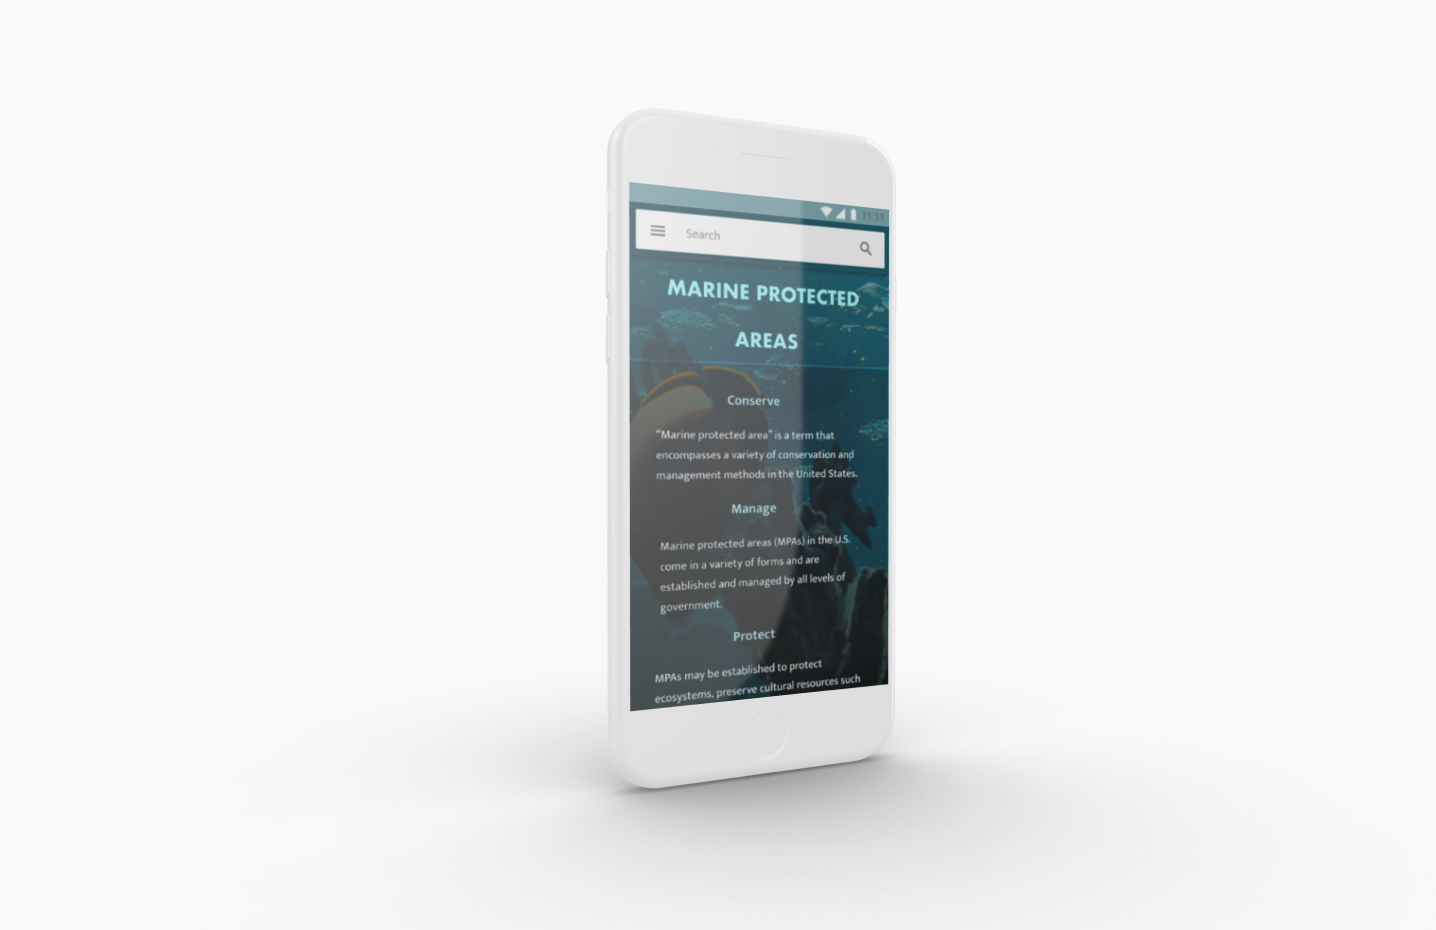 11:11
Search
MARINE PROTECTED
AREAS
Conserve
“Marine protected area” is a term that
encompasses a variety of conservation and
management methods in the United States.
Manage
Marine protected areas (MPAs) in the U.S.
come in a variety of forms and are
established and managed by all levels of
government.
Protect
MPAs may be established to protect
ecosystems, preserve cultural resources such